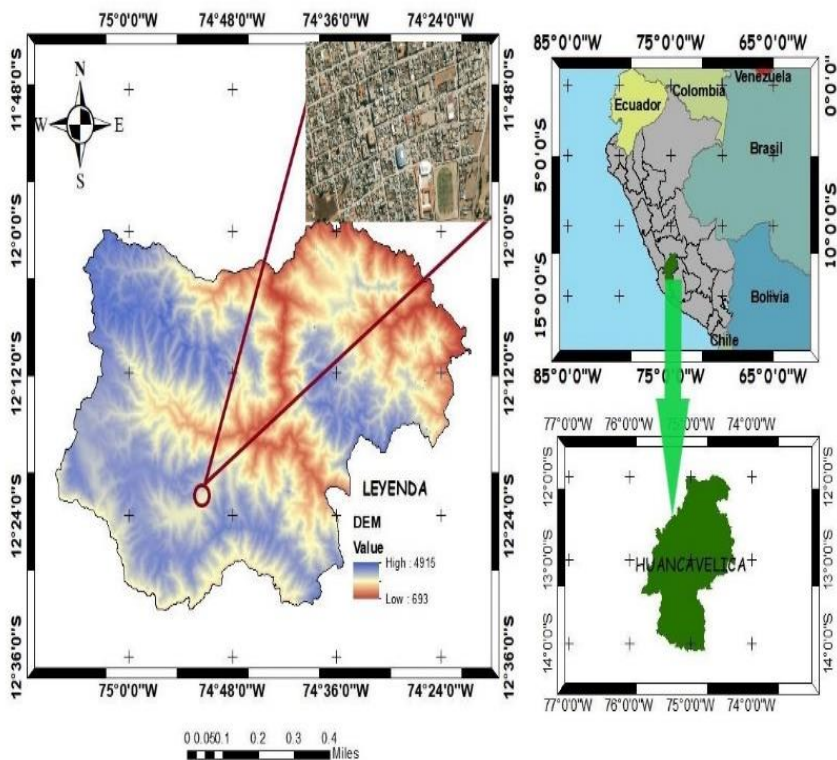 75°0'0"W 74°48'0"W 74°36'0"W 74°24'0"W
11°48'0"S
12°0'0"S
12°12'0"S
12°24'0"S
12°36'0"S
N
W E
S
LEYENDA
DEM
Value
High : 4915
Low : 693
11°48'0"S
12°0'0"S
12°12'0"S
12°24'0"S
12°36'0"S
75°0'0"W 74°48'0"W 74°36'0"W 74°24'0"W
0 0.050.1 0.2 0.3 0.4
Miles
85°0'0"W 75°0'0"W 65°0'0"W
5°0'0"S
15°0'0"S
Venezuela
Colombia
Ecuador
Brasil
Bolivia
Chile
0°0'0"
10°0'0"S
85°0'0"W 75°0'0"W 65°0'0"W
77°0'0"W 76°0'0"W 75°0'0"W 74°0'0"W
12°0'0"S
13°0'0"S
14°0'0"S
HUANCAVELICA
12°0'0"S
13°0'0"S
14°0'0"S
77°0'0"W 76°0'0"W 75°0'0"W 74°0'0"W